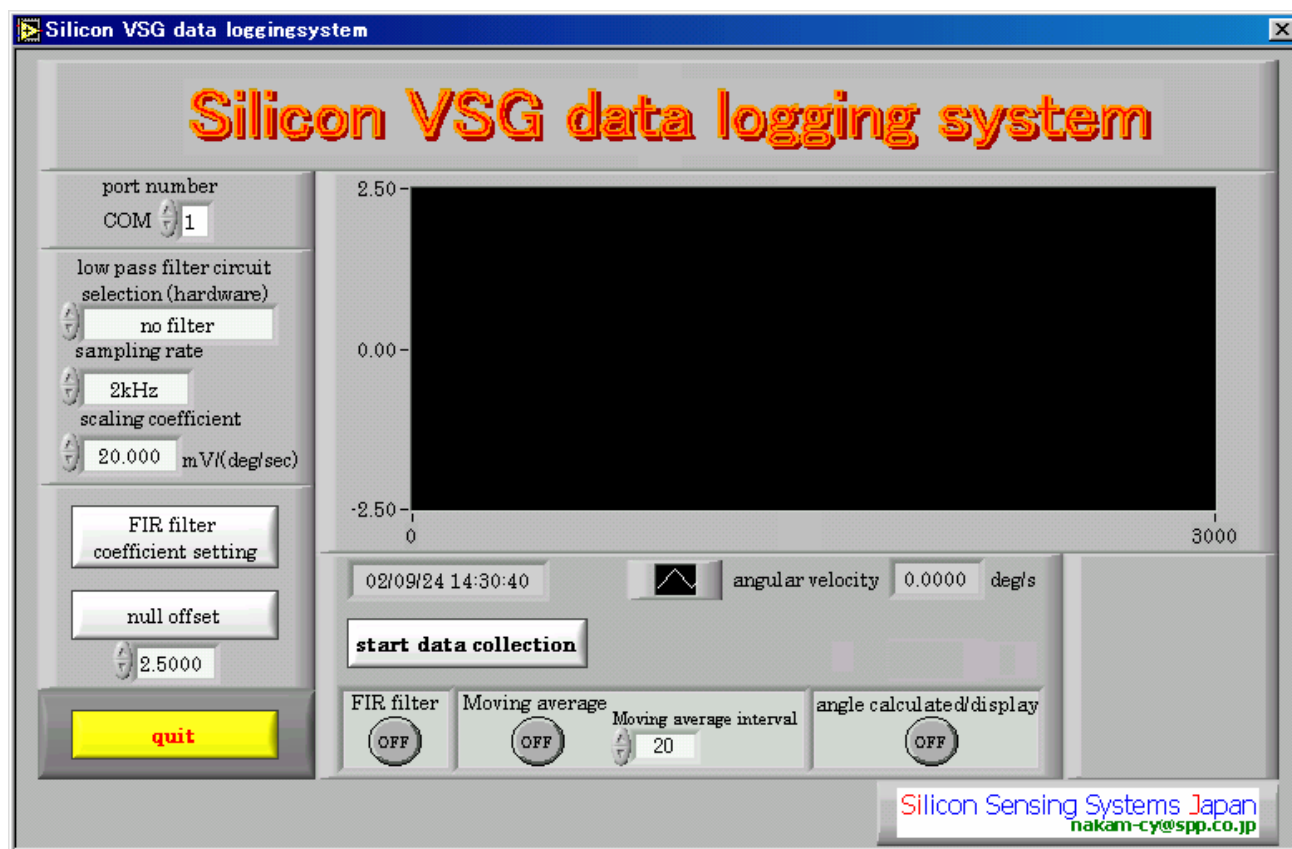 Silicon VSG data loggingsystem
Silicon VSG data logging system
port number
COM 1
low pass filter circuit
selection (hardware)
no filter
sampling rate
2kHz
scaling coefficient
20.000 mV/(deg/sec)
FIR filter
coefficient setting
null offset
2.5000
quit
2.50
0.00
-2.50
0 3000
02/09/24 14:30:40 angular velocity 0.0000 deg/s
start data collection
FIR filter
OFF
Moving average
OFF
Moving average interval
20
angle calculated/display
OFF
Silicon Sensing Systems Japan
nakam-cy@spp.co.jp